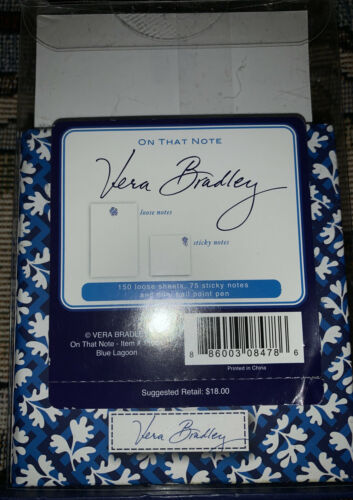 ON THAT NOTE
Vera Bradley
loose notes
sticky notes
150 loose sheets, 75 sticky notes
and one ball point pen
© VERA BRADLEY
On That Note - Item #
Blue Lagoon
8 86003 08478 6
Printed in China
Suggested Retail: $18.00
Vera Bradley